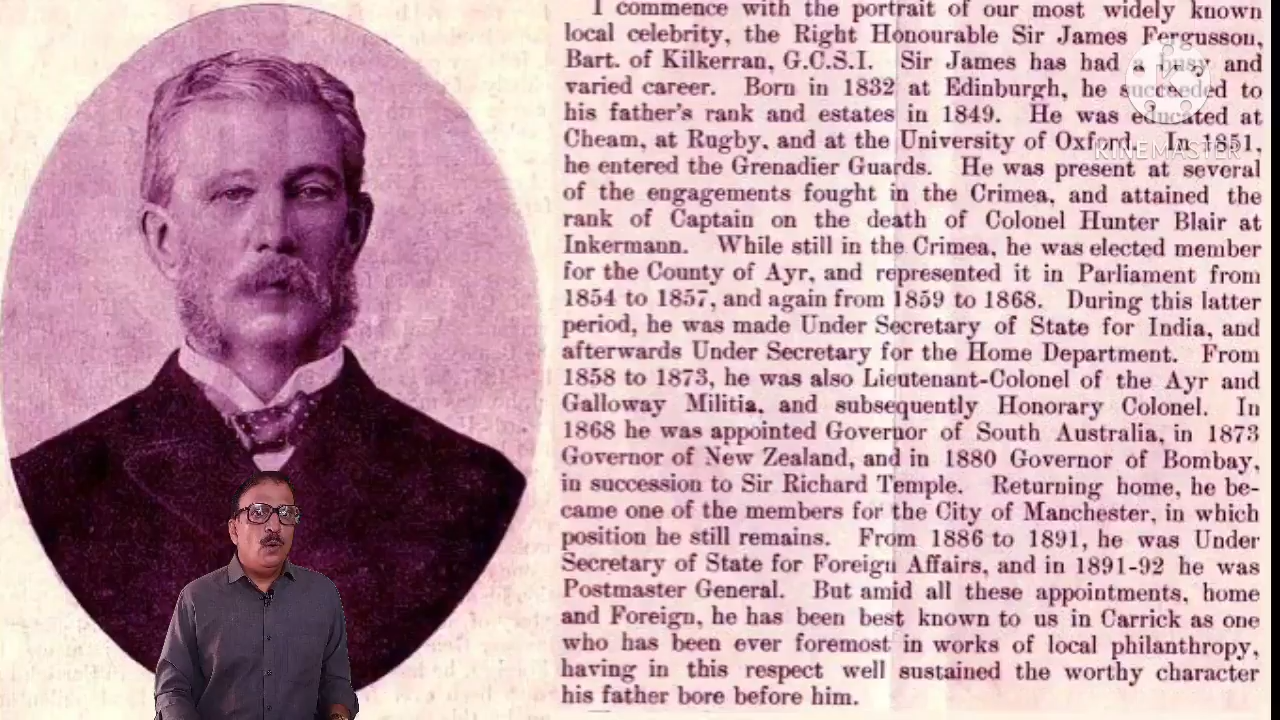 I commence with the portrait of our most widely known
local celebrity, the Right Honourable Sir James Fergusson,
Bart. of Kilkerran, G.C.S.I. Sir James has had a busy and
varied career. Born in 1832 at Edinburgh, he succeeded to
his father's rank and estates in 1849. He was educated at
Cheam, at Rugby, and at the University of Oxford. In 1851,
he entered the Grenadier Guards. He was present at several
of the engagements fought in the Crimea, and attained the
rank of Captain on the death of Colonel Hunter Blair at
Inkermann. While still in the Crimea, he was elected member
for the County of Ayr, and represented it in Parliament from
1854 to 1857, and again from 1859 to 1868. During this latter
period, he was made Under Secretary of State for India, and
afterwards Under Secretary for the Home Department. From
1858 to 1873, he was also Lieutenant-Colonel of the Ayr and
Galloway Militia, and subsequently Honorary Colonel. In
1868 he was appointed Governor of South Australia, in 1873
Governor of New Zealand, and in 1880 Governor of Bombay,
in succession to Sir Richard Temple. Returning home, he be-
came one of the members for the City of Manchester, in which
position he still remains. From 1886 to 1891, he was Under
Secretary of State for Foreign Affairs, and in 1891-92 he was
Postmaster General. But amid all these appointments, home
and Foreign, he has been best known to us in Carrick as one
who has been ever foremost in works of local philanthropy,
having in this respect well sustained the worthy character
his father bore before him.
KINEMASTER